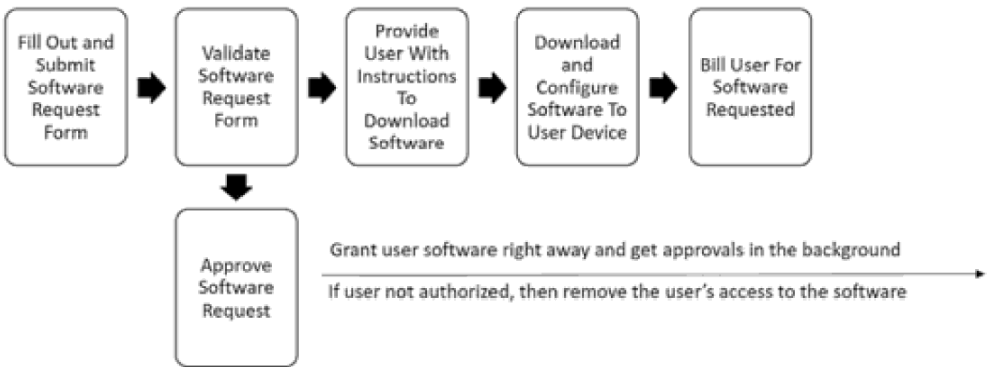 Fill Out and
Submit
Software
Request
Form
Validate
Software
Request
Form
Provide
User With
Instructions
To
Download
Software
Download
and
Configure
Software To
User Device
Bill User For
Software
Requested
Approve
Software
Request
Grant user software right away and get approvals in the background
If user not authorized, then remove the user's access to the software